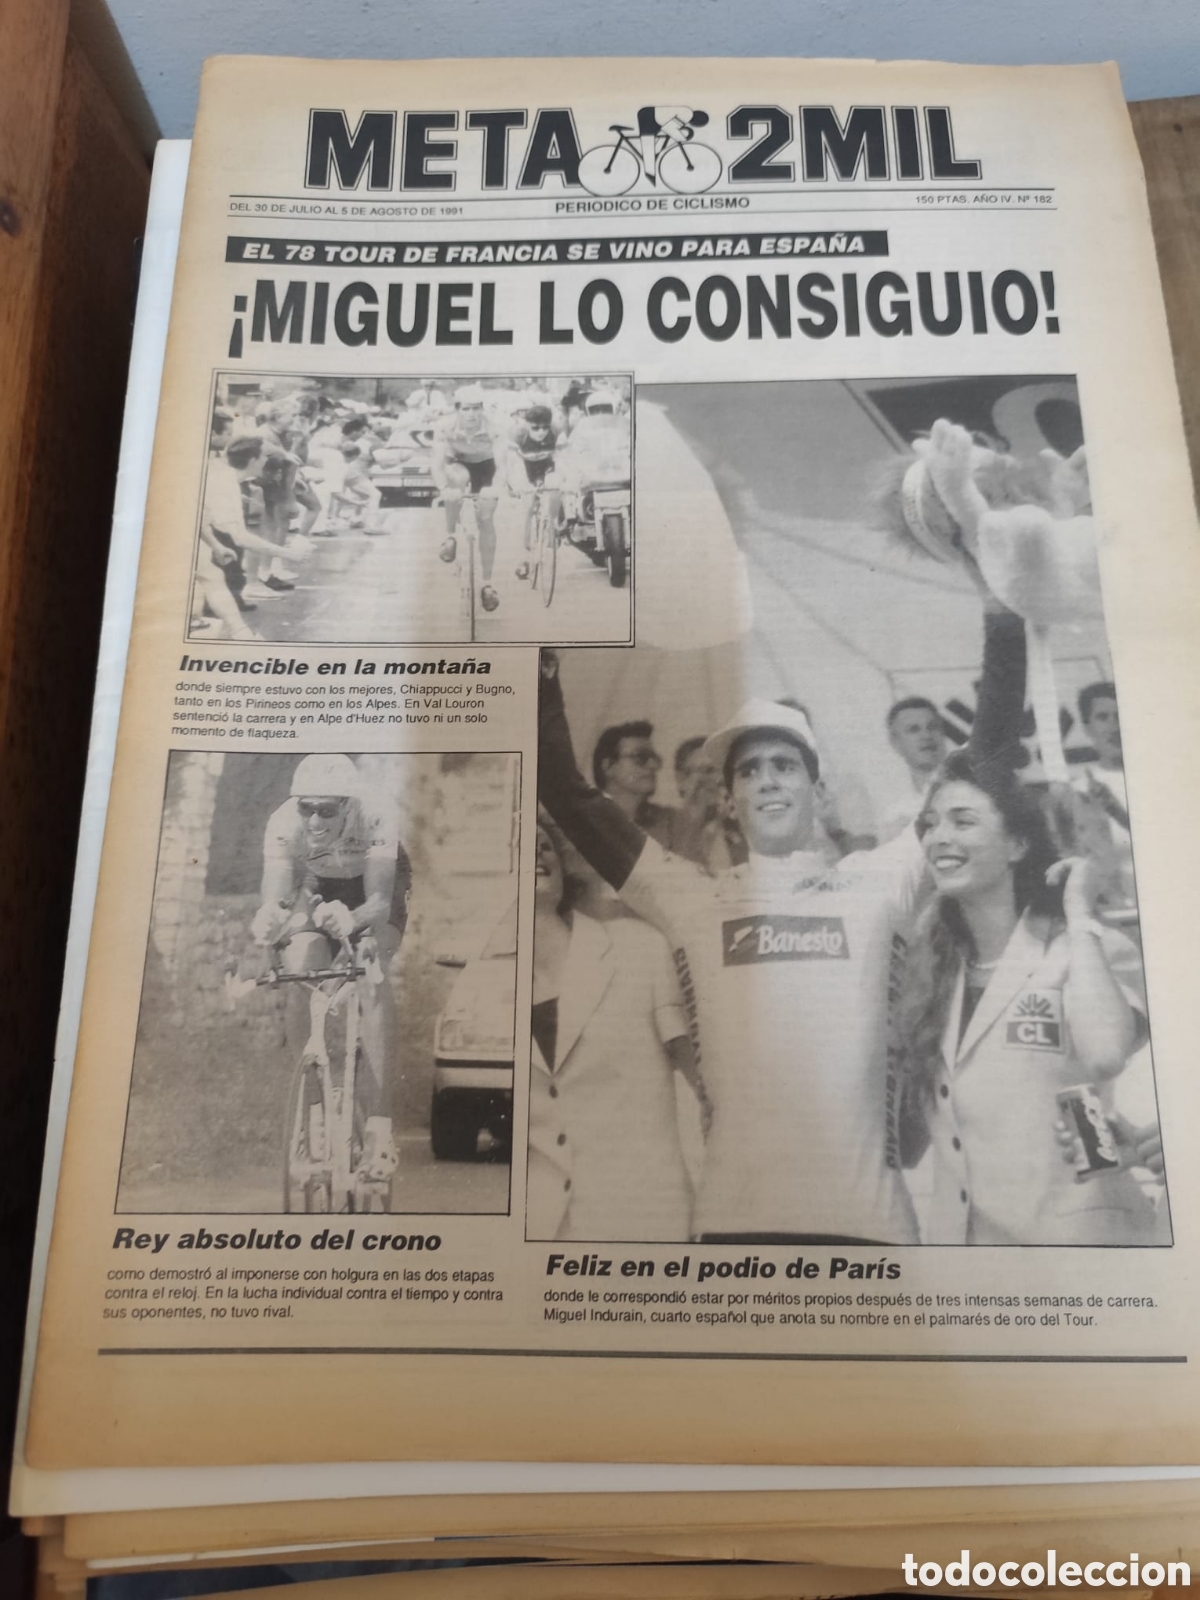 META 2MIL
DEL 30 DE JULIO AL 5 DE AGOSTO DE 1991
PERIODICO DE CICLISMO
150 PTAS. AÑO IV. Nº 182
EL 78 TOUR DE FRANCIA SE VINO PARA ESPAÑA
¡MIGUEL LO CONSIGUIO!
Invencible en la montaña
donde siempre estuvo con los mejores, Chiappucci y Bugno,
tanto en los Pirineos como en los Alpes. En Val Louron
sentenció la carrera y en Alpe d'Huez no tuvo ni un solo
momento de flaqueza.
Banesto
CL
Coca-Cola
Rey absoluto del crono
como demostró al imponerse con holgura en las dos etapas
contra el reloj. En la lucha individual contra el tiempo y contra
sus oponentes, no tuvo rival.
Feliz en el podio de París
donde le correspondió estar por méritos propios después de tres intensas semanas de carrera.
Miguel Indurain, cuarto español que anota su nombre en el palmarés de oro del Tour.
todocoleccion